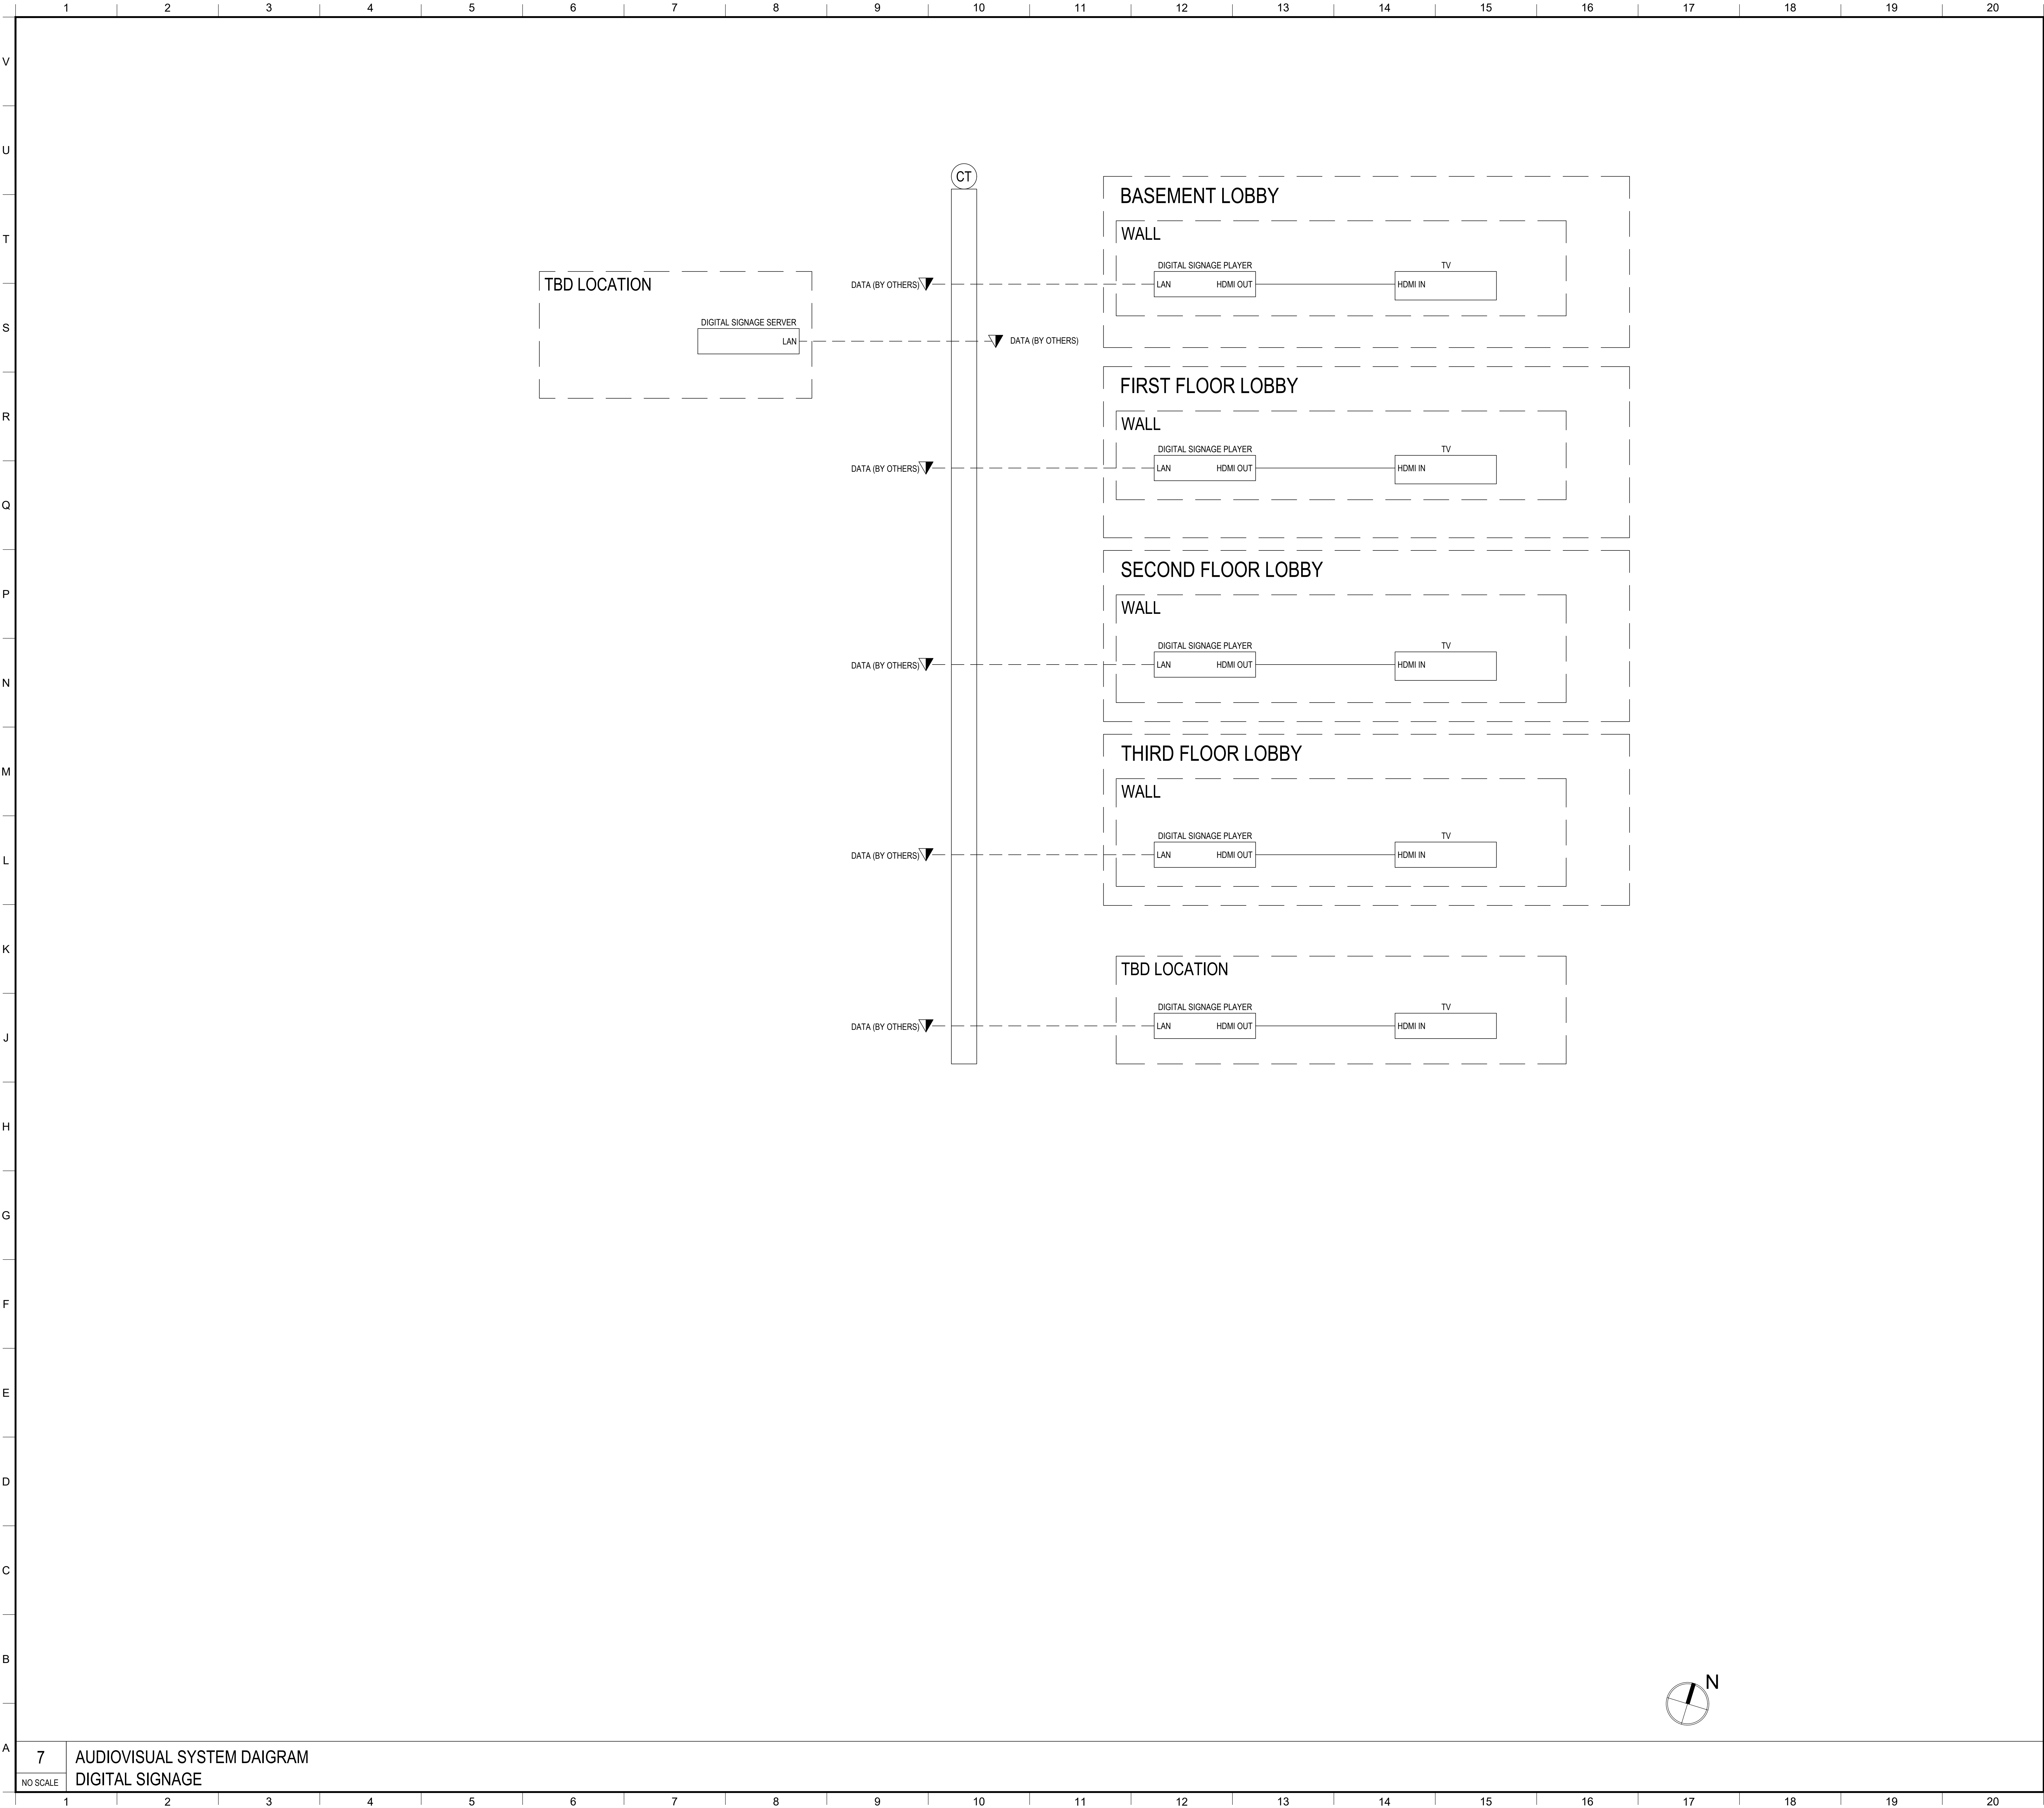 1 2 3 4 5 6 7 8 9 10 11 12 13 14 15 16 17 18 19 20
V
U
CT
BASEMENT LOBBY
T
WALL
DIGITAL SIGNAGE PLAYER TV
TBD LOCATION
DATA (BY OTHERS) LAN HDMI OUT HDMI IN
S
DIGITAL SIGNAGE SERVER
LAN
DATA (BY OTHERS)
FIRST FLOOR LOBBY
R
WALL
DIGITAL SIGNAGE PLAYER TV
DATA (BY OTHERS) LAN HDMI OUT HDMI IN
Q
SECOND FLOOR LOBBY
P
WALL
DIGITAL SIGNAGE PLAYER TV
DATA (BY OTHERS) LAN HDMI OUT HDMI IN
N
THIRD FLOOR LOBBY
M
WALL
DIGITAL SIGNAGE PLAYER TV
DATA (BY OTHERS) LAN HDMI OUT HDMI IN
L
K
TBD LOCATION
DIGITAL SIGNAGE PLAYER TV
DATA (BY OTHERS) LAN HDMI OUT HDMI IN
J
H
G
F
E
D
C
B
N
A
7 AUDIOVISUAL SYSTEM DAIGRAM
NO SCALE DIGITAL SIGNAGE
1 2 3 4 5 6 7 8 9 10 11 12 13 14 15 16 17 18 19 20